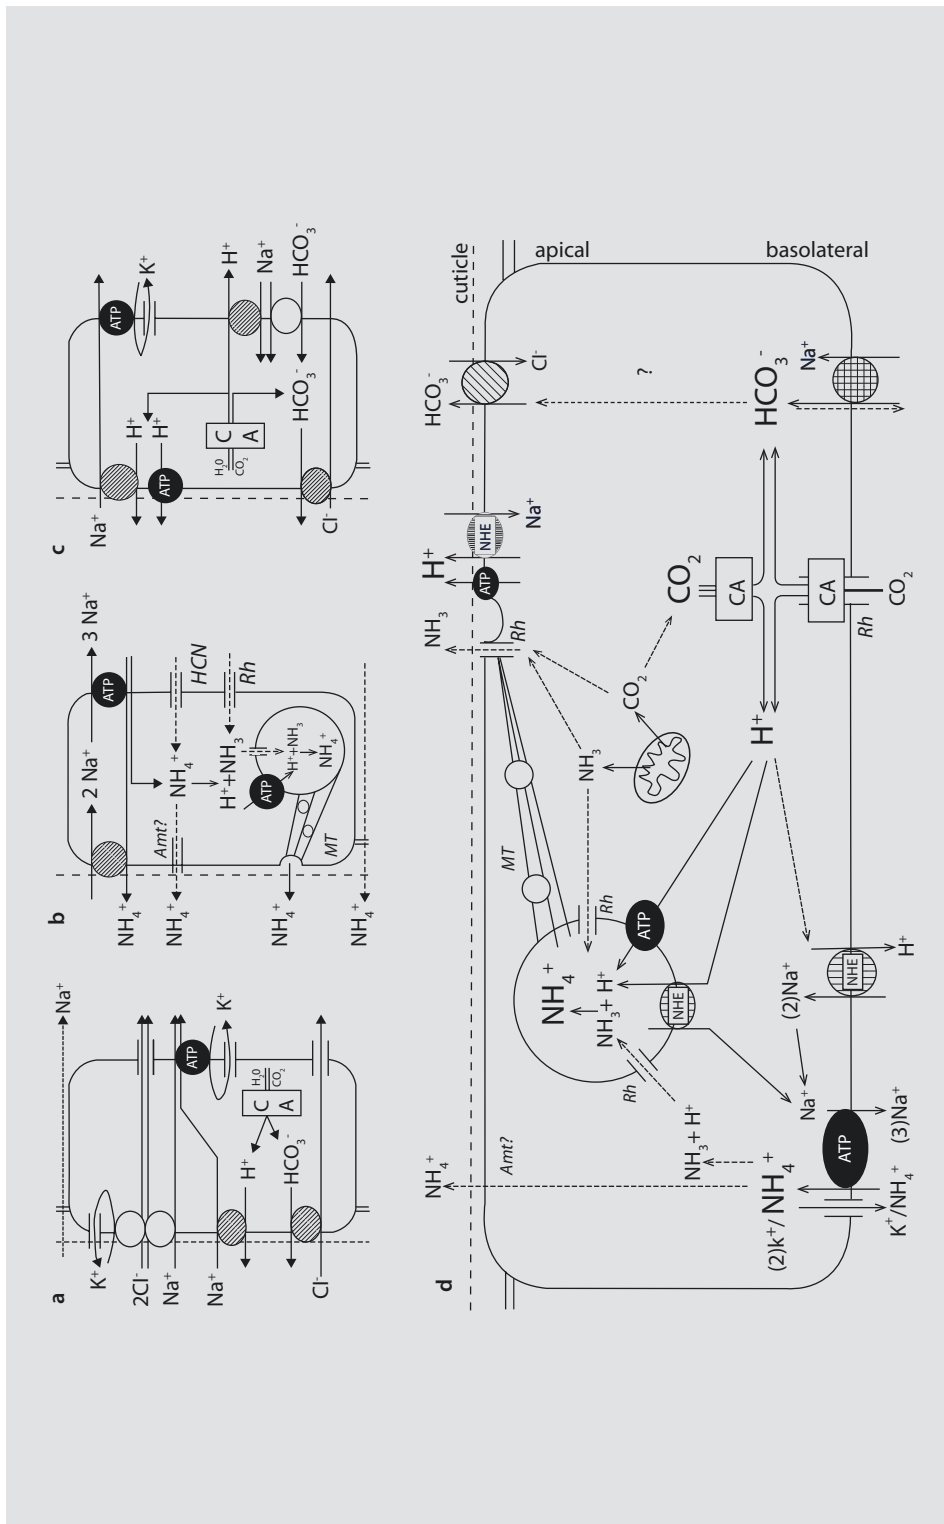 a
K⁺
2Cl⁻
Na⁺
Na⁺
Cl⁻
Na⁺
ATP
K⁺
H₂O
CO₂
C A
H⁺
HCO₃⁻
b
2 Na⁺
ATP
3 Na⁺
NH₄⁺
Amt?
NH₄⁺
NH₄⁺
HCN
H⁺+NH₃
Rh
ATP
H⁺+NH₃
NH₄⁺
MT
NH₄⁺
NH₄⁺
c
Na⁺
ATP
K⁺
H⁺
H⁺
ATP
H₂O
CO₂
C A
H⁺
Na⁺
HCO₃⁻
HCO₃⁻
Cl⁻
d
cuticle
apical
basolateral
NH₄⁺
Amt?
MT
NH₃
Rh
H⁺
ATP
NHE
Na⁺
HCO₃⁻
Cl⁻
?
NH₄⁺
NH₃+ H⁺
Rh
ATP
NHE
Rh
NH₃+ H⁺
NH₃
CO₂
CO₂
CA
CA
Rh
CO₂
H⁺
HCO₃⁻
Na⁺
(2)k⁺/ NH₄⁺
K⁺/NH₄⁺
ATP
Na⁺
(3)Na⁺
(2)Na⁺
NHE
H⁺